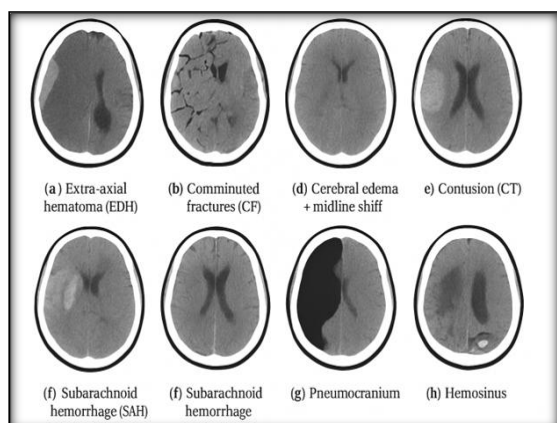 (a) Extra-axial
hematoma (EDH)
(b) Comminuted
fractures (CF)
(d) Cerebral edema
+ midline shiff
e) Contusion (CT)
(f) Subarachnoid
hemorrhage (SAH)
(f) Subarachnoid
hemorrhage
(g) Pneumocranium
(h) Hemosinus